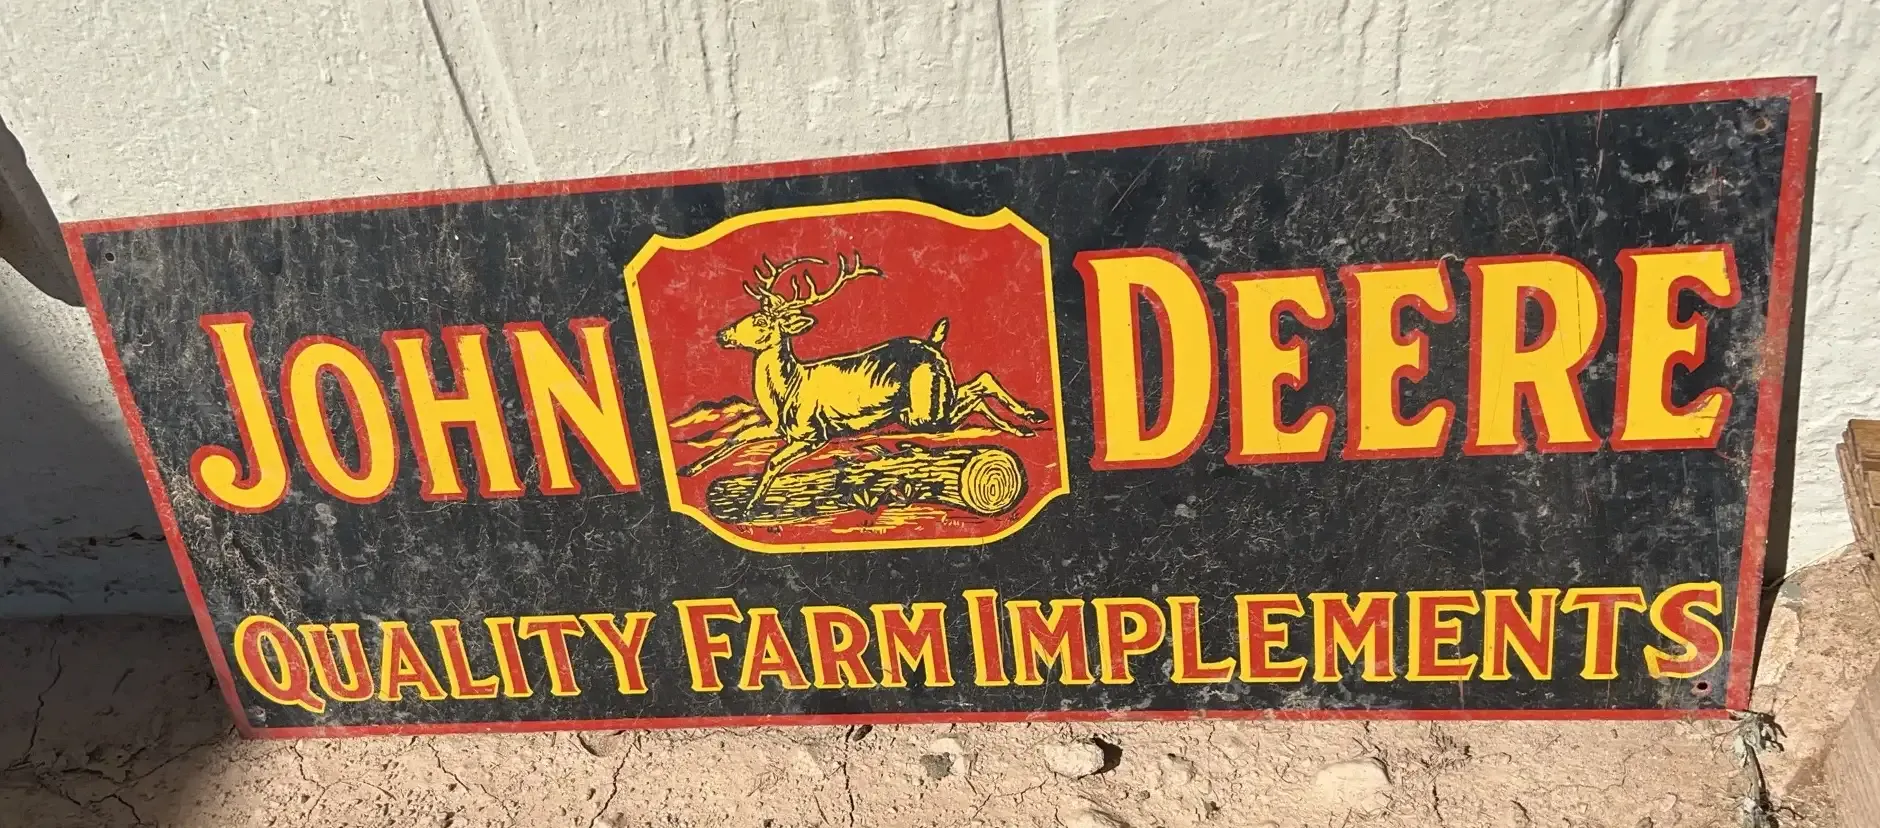 JOHN DEERE
QUALITY FARM IMPLEMENTS